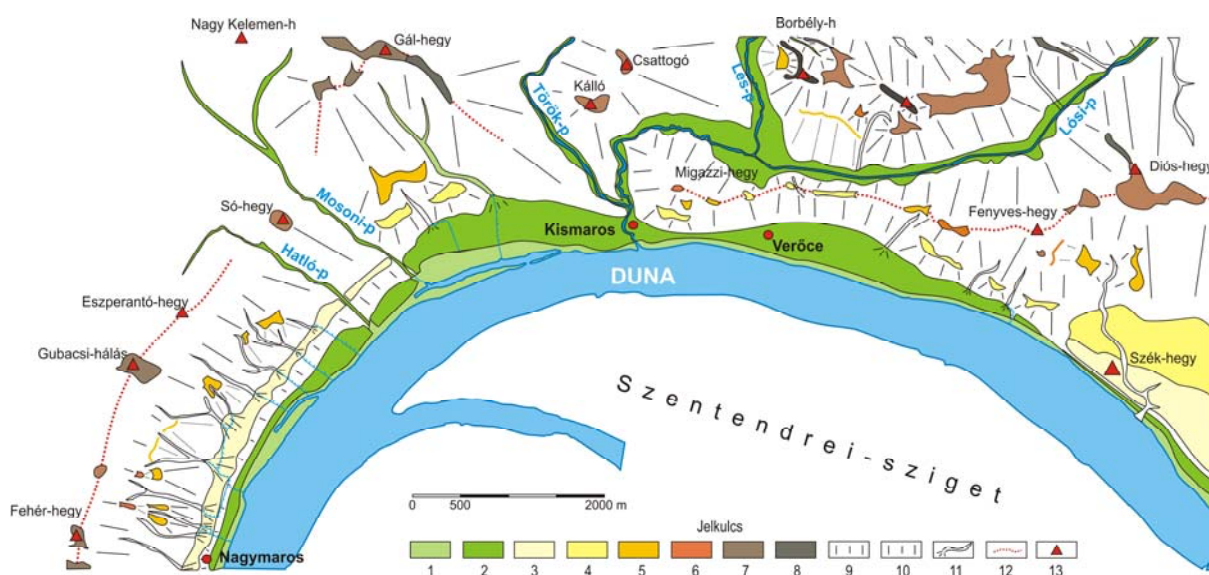 Nagy Kelemen-h
Gál-hegy
Borbély-h
Csattogó
Kálló
Török-p
Les-p
Lósi-p
Migazzi-hegy
Diós-hegy
Mosoni-p
Só-hegy
Kismaros
Verőce
Fenyves-hegy
Hatló-p
DUNA
Eszperantó-hegy
Gubacsi-hálás
Szék-hegy
Szentendrei-sziget
0 500 2000 m
Fehér-hegy
Nagymaros
Jelkulcs
1 2 3 4 5 6 7 8 9 10 11 12 13